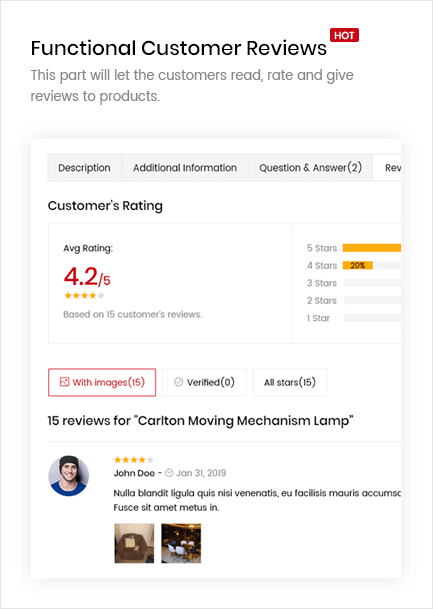 Functional Customer Reviews HOT
This part will let the customers read, rate and give
reviews to products.
Description Additional Information Question & Answer(2)
Customer's Rating
Avg Rating:
4.2/5
Based on 15 customer's reviews.
5 Stars
4 Stars 20%
3 Stars
2 Stars
1 Star
With images(15) Verified(0) All stars(15)
15 reviews for "Carlton Moving Mechanism Lamp"
John Doe - Jan 31, 2019
Nulla blandit ligula quis nisi venenatis, eu facilisis mauris
Fusce sit amet metus in.